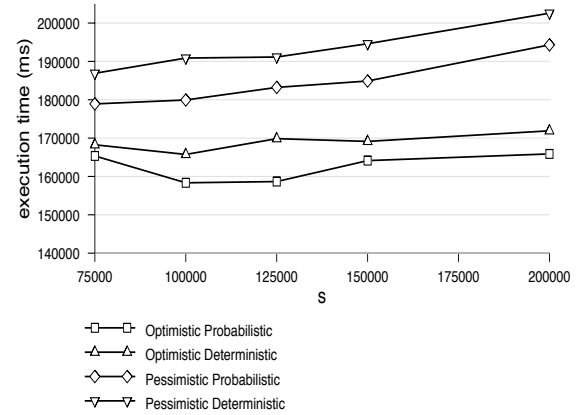 200000
190000
180000
170000
160000
150000
140000
execution time (ms)
75000 100000 125000 150000 175000 200000
S
Optimistic Probabilistic
Optimistic Deterministic
Pessimistic Probabilistic
Pessimistic Deterministic